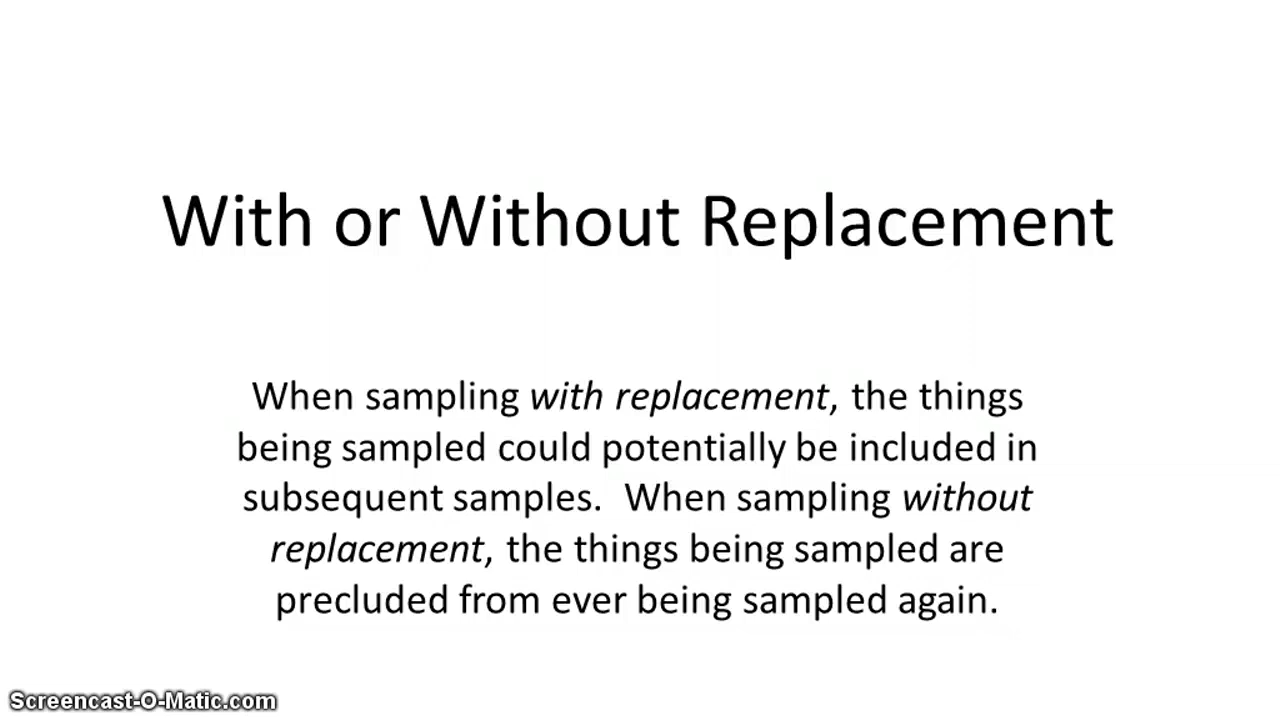 With or Without Replacement
When sampling with replacement, the things
being sampled could potentially be included in
subsequent samples.  When sampling without
replacement, the things being sampled are
precluded from ever being sampled again.
Screencast-O-Matic.com